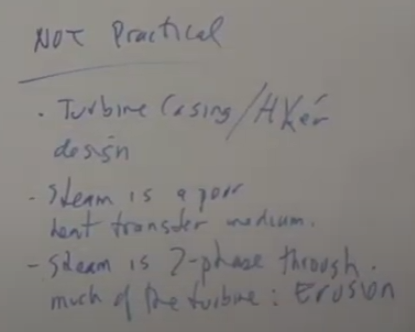 NOT Practical
. Turbine Casing/HXer
design
- Steam is a poor
heat transfer medium.
- Steam is 2-phase through
much of the turbine: Erosion